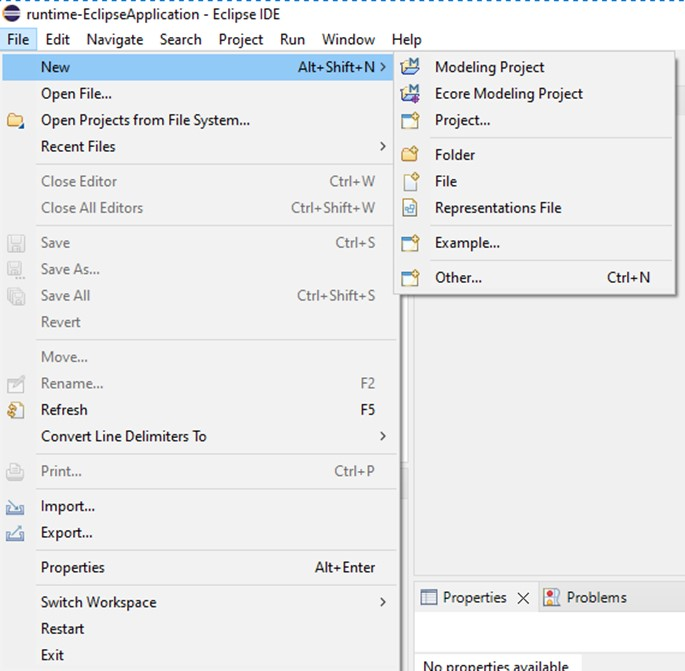 runtime-EclipseApplication - Eclipse IDE
File Edit Navigate Search Project Run Window Help
New Alt+Shift+N
Open File...
Open Projects from File System...
Recent Files
Close Editor Ctrl+W
Close All Editors Ctrl+Shift+W
Save Ctrl+S
Save As...
Save All Ctrl+Shift+S
Revert
Move...
Rename... F2
Refresh F5
Convert Line Delimiters To
Print... Ctrl+P
Import...
Export...
Properties Alt+Enter
Switch Workspace
Restart
Exit
Modeling Project
Ecore Modeling Project
Project...
Folder
File
Representations File
Example...
Other... Ctrl+N
Properties Problems
No properties available